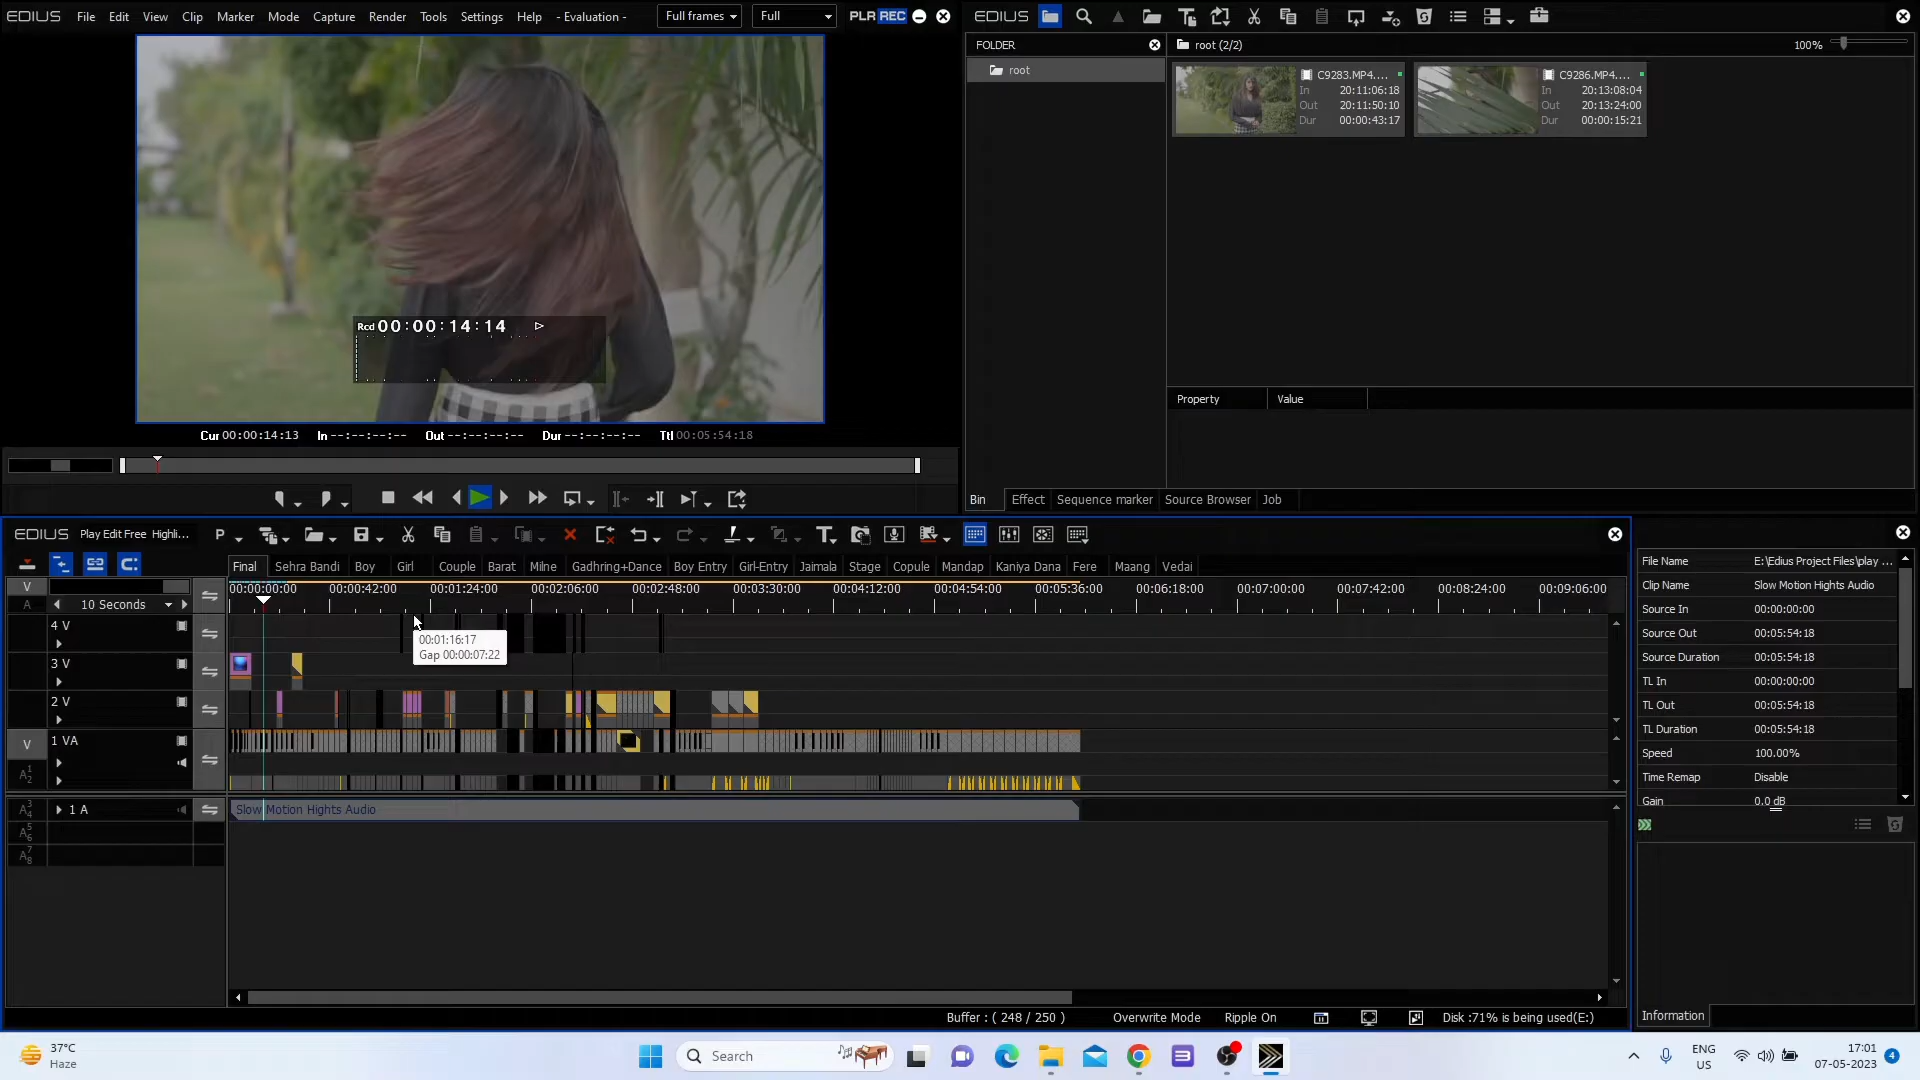 EDIUS File Edit View Clip Marker Mode Capture Render Tools Settings Help - Evaluation - Full frames Full PLR REC
Rcd 00:00:14:14
Cur 00:00:14:13 In --:--:--:-- Out --:--:--:-- Dur --:--:--:-- Ttl 00:05:54:18
EDIUS
FOLDER root (2/2) 100%
root
C9283.MP4....
In 20:11:06:18
Out 20:11:50:10
Dur 00:00:43:17
C9286.MP4....
In 20:13:08:04
Out 20:13:24:00
Dur 00:00:15:21
Property Value
Bin Effect Sequence marker Source Browser Job
EDIUS Play Edit Free Highli... P
Final Sehra Bandi Boy Girl Couple Barat Milne Gadhring+Dance Boy Entry Girl-Entry Jaimala Stage Copule Mandap Kaniya Dana Fere Maang Vedai
00:00:00:00 00:00:42:00 00:01:24:00 00:02:06:00 00:02:48:00 00:03:30:00 00:04:12:00 00:04:54:00 00:05:36:00 00:06:18:00 00:07:00:00 00:07:42:00 00:08:24:00 00:09:06:00
V
A 10 Seconds
4 V
00:01:16:17
Gap 00:00:07:22
3 V
2 V
V 1 VA
A1
2
A3
4 1 A Slow Motion Hights Audio
A5
6
A7
8
Buffer : ( 248 / 250 ) Overwrite Mode Ripple On Disk :71% is being used(E:)
File Name E:\Edius Project Files\play ...
Clip Name Slow Motion Hights Audio
Source In 00:00:00:00
Source Out 00:05:54:18
Source Duration 00:05:54:18
TL In 00:00:00:00
TL Out 00:05:54:18
TL Duration 00:05:54:18
Speed 100.00%
Time Remap Disable
Gain 0.0 dB
Information
37°C
Haze
Search
ENG
US
17:01
07-05-2023
4